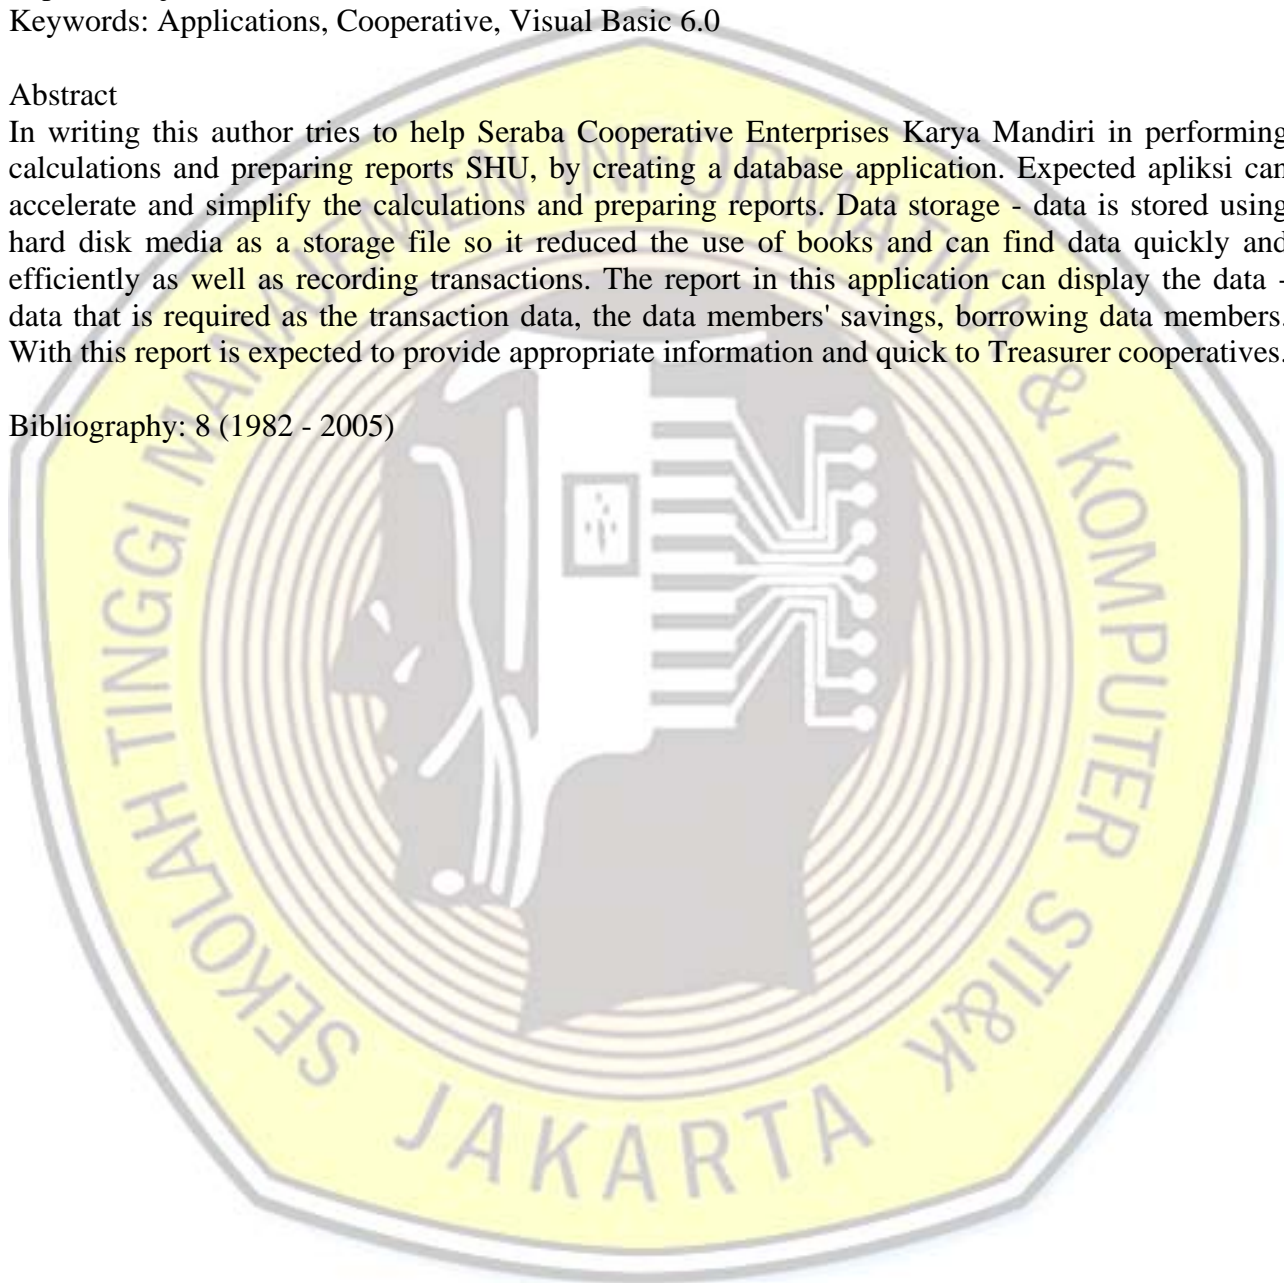 Keywords: Applications, Cooperative, Visual Basic 6.0
Abstract
In writing this author tries to help Seraba Cooperative Enterprises Karya Mandiri in performing
calculations and preparing reports SHU, by creating a database application. Expected apliksi can
accelerate and simplify the calculations and preparing reports. Data storage - data is stored using
hard disk media as a storage file so it reduced the use of books and can find data quickly and
efficiently as well as recording transactions. The report in this application can display the data -
data that is required as the transaction data, the data members' savings, borrowing data members.
With this report is expected to provide appropriate information and quick to Treasurer cooperatives.
Bibliography: 8 (1982 - 2005)
SEKOLAH TINGGI MANAJEMEN INFORMATIKA & KOMPUTER STI&K
JAKARTA